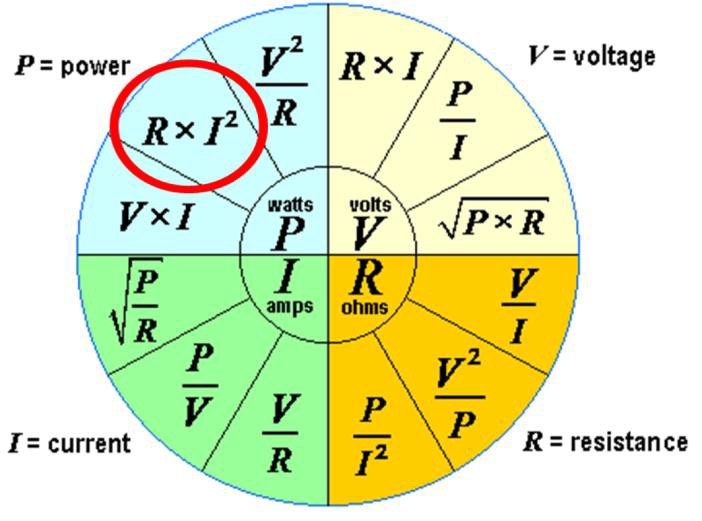 P = power
V = voltage
V²/R
R × I
R × I²
P/I
V × I
√(P × R)
watts
P
volts
V
I
amps
R
ohms
√(P/R)
V/I
P/V
V²/P
V/R
P/I²
I = current
R = resistance